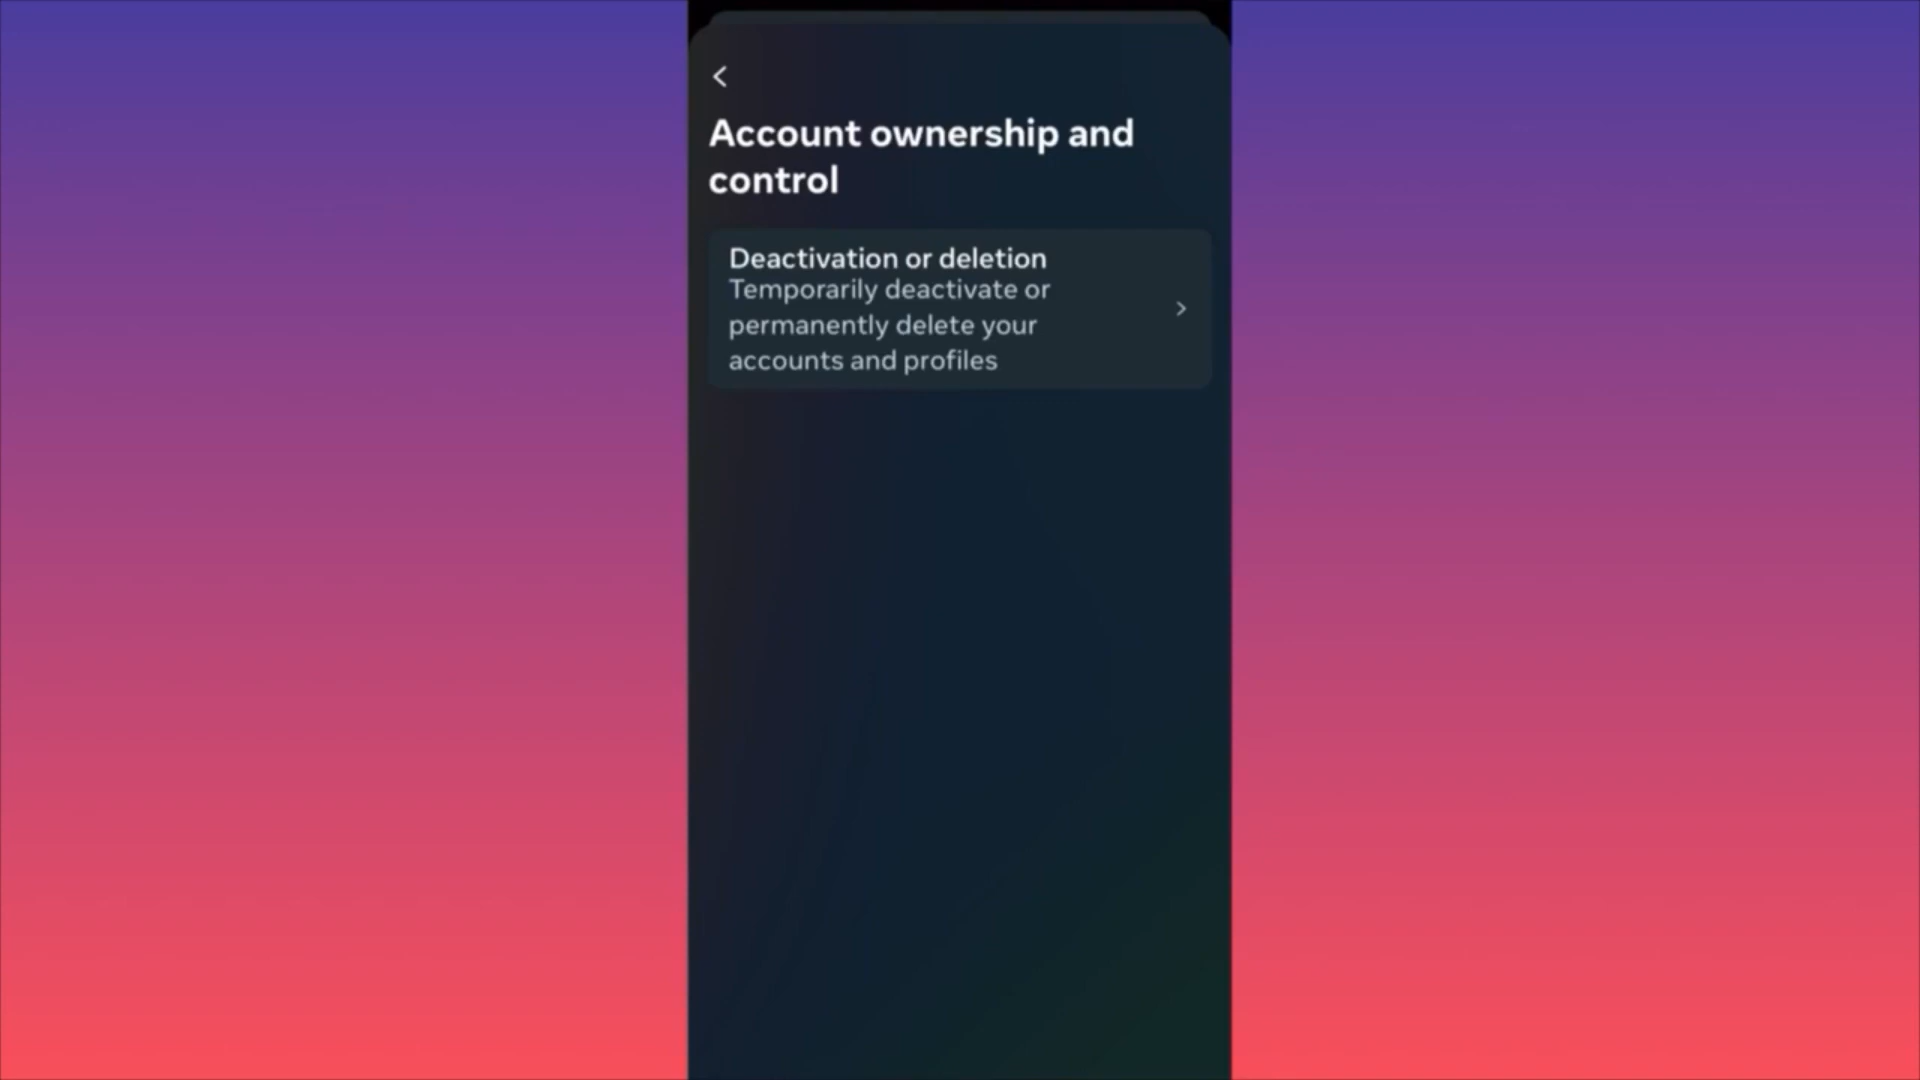 Account ownership and
control
Deactivation or deletion
Temporarily deactivate or
permanently delete your
accounts and profiles